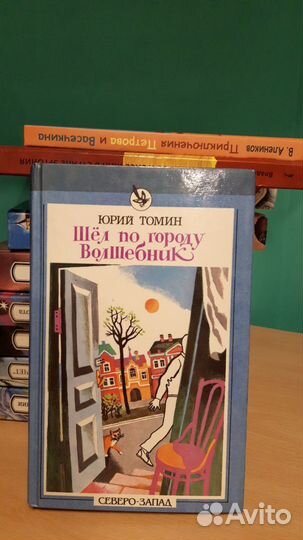 В. Алеников Приключения Петрова и Васечкина
ЮРИЙ ТОМИН
Шёл по городу
Волшебник
СЕВЕРО-ЗАПАД
Avito